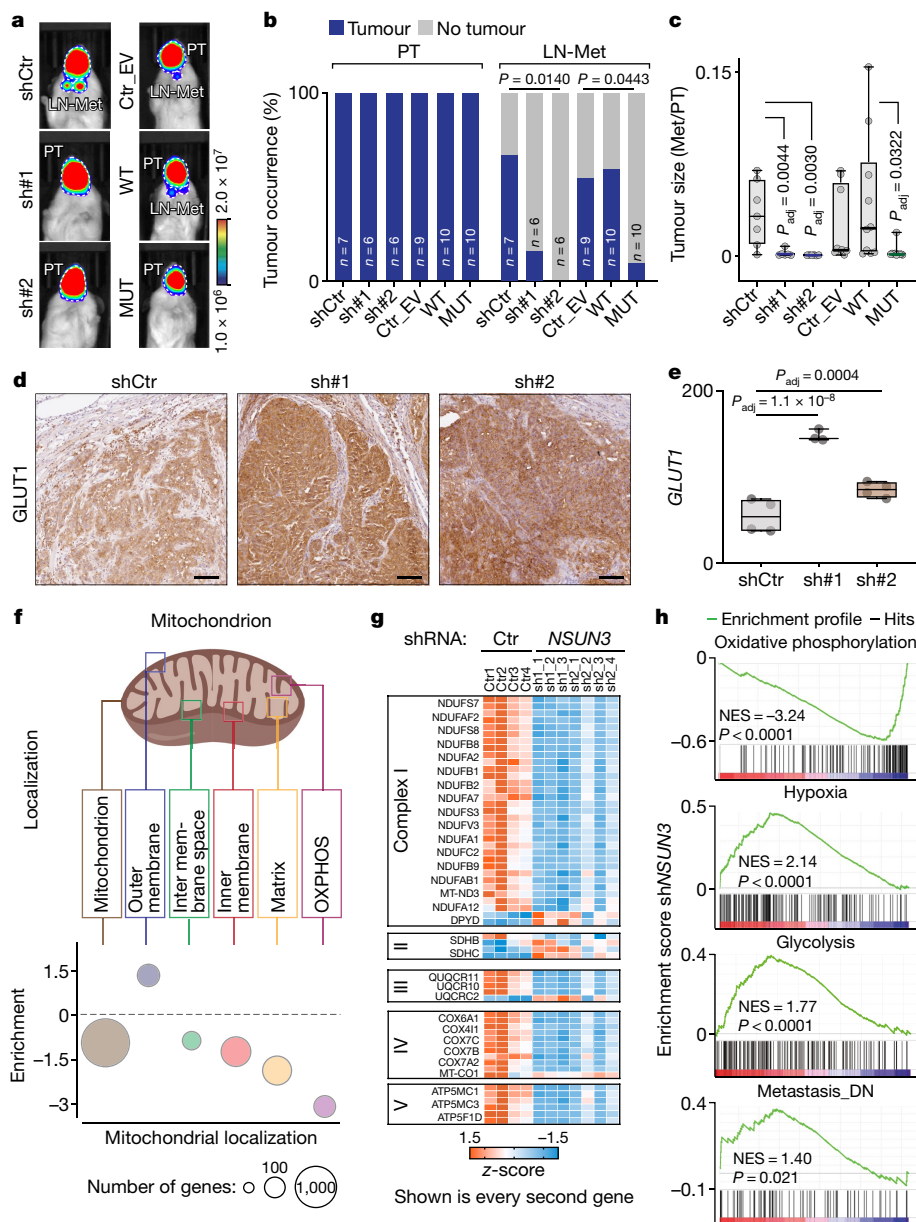 a
shCtr
LN-Met
Ctr_EV
PT
LN-Met
sh#1
PT
WT
PT
LN-Met
sh#2
PT
MUT
PT
1.0 × 10⁶
2.0 × 10⁷
b
Tumour No tumour
PT LN-Met
P = 0.0140 P = 0.0443
Tumour occurrence (%)
100
0
n = 7 n = 6 n = 6 n = 9 n = 10 n = 10 n = 7 n = 6 n = 6 n = 9 n = 10 n = 10
shCtr sh#1 sh#2 Ctr_EV WT MUT shCtr sh#1 sh#2 Ctr_EV WT MUT
c
Tumour size (Met/PT)
0.15
0
Padj = 0.0044
Padj = 0.0030
Padj = 0.0322
shCtr sh#1 sh#2 Ctr_EV WT MUT
d
shCtr sh#1 sh#2
GLUT1
e
200
Padj = 0.0004
Padj = 1.1 × 10⁻⁸
GLUT1
0
shCtr sh#1 sh#2
f
Mitochondrion
Localization
Mitochondrion
Outer membrane
Inter mem-
brane space
Inner
membrane
Matrix
OXPHOS
Enrichment
1.5
0
−1.5
−3
Mitochondrial localization
Number of genes: 100 1,000
g
shRNA: Ctr NSUN3
Ctr1 Ctr2 Ctr3 Ctr4 sh1_1 sh1_2 sh1_3 sh2_1 sh2_2 sh2_3 sh2_4
Complex I
NDUFS7
NDUFAF2
NDUFS8
NDUFB8
NDUFA2
NDUFB1
NDUFB2
NDUFA7
NDUFS3
NDUFV3
NDUFA1
NDUFC2
NDUFB9
NDUFAB1
MT-ND3
NDUFA12
DPYD
II
SDHB
SDHC
III
QUQCR11
UQCR10
UQCRC2
IV
COX6A1
COX4I1
COX7C
COX7B
COX7A2
MT-CO1
V
ATP5MC1
ATP5MC3
ATP5F1D
1.5 −1.5
z-score
Shown is every second gene
h
Enrichment profile Hits
Enrichment score shNSUN3
Oxidative phosphorylation
0
NES = −3.24
P < 0.0001
−0.6
Hypoxia
0.5
NES = 2.14
P < 0.0001
0
Glycolysis
0.4
NES = 1.77
P < 0.0001
0
Metastasis_DN
0.4
NES = 1.40
P = 0.021
−0.1